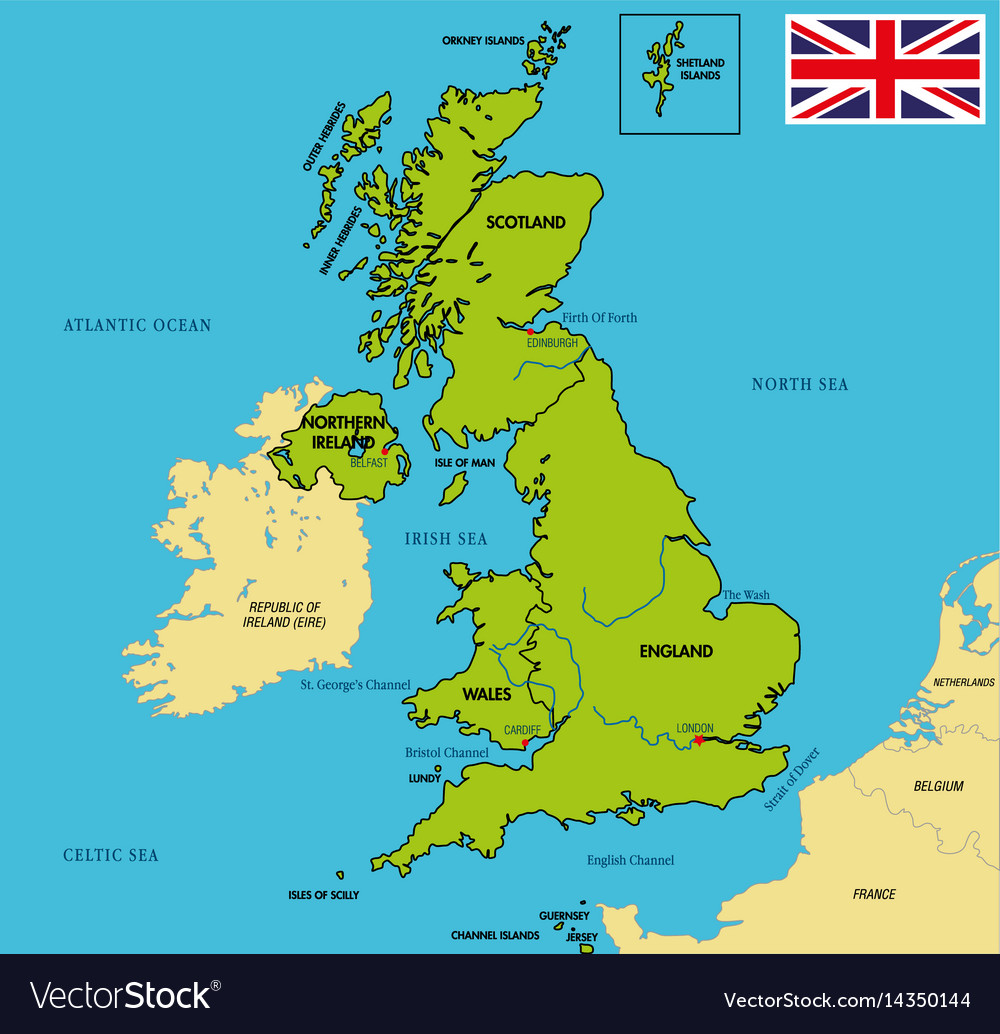 ORKNEY ISLANDS
SHETLAND
ISLANDS
OUTER HEBRIDES
INNER HEBRIDES
SCOTLAND
ATLANTIC OCEAN
Firth Of Forth
EDINBURGH
NORTH SEA
NORTHERN
IRELAND
BELFAST
ISLE OF MAN
IRISH SEA
The Wash
REPUBLIC OF
IRELAND (EIRE)
ENGLAND
St. George's Channel
WALES
NETHERLANDS
CARDIFF
LONDON
Bristol Channel
LUNDY
Strait of Dover
BELGIUM
CELTIC SEA
English Channel
ISLES OF SCILLY
FRANCE
GUERNSEY
CHANNEL ISLANDS
JERSEY
VectorStock®
VectorStock.com/14350144